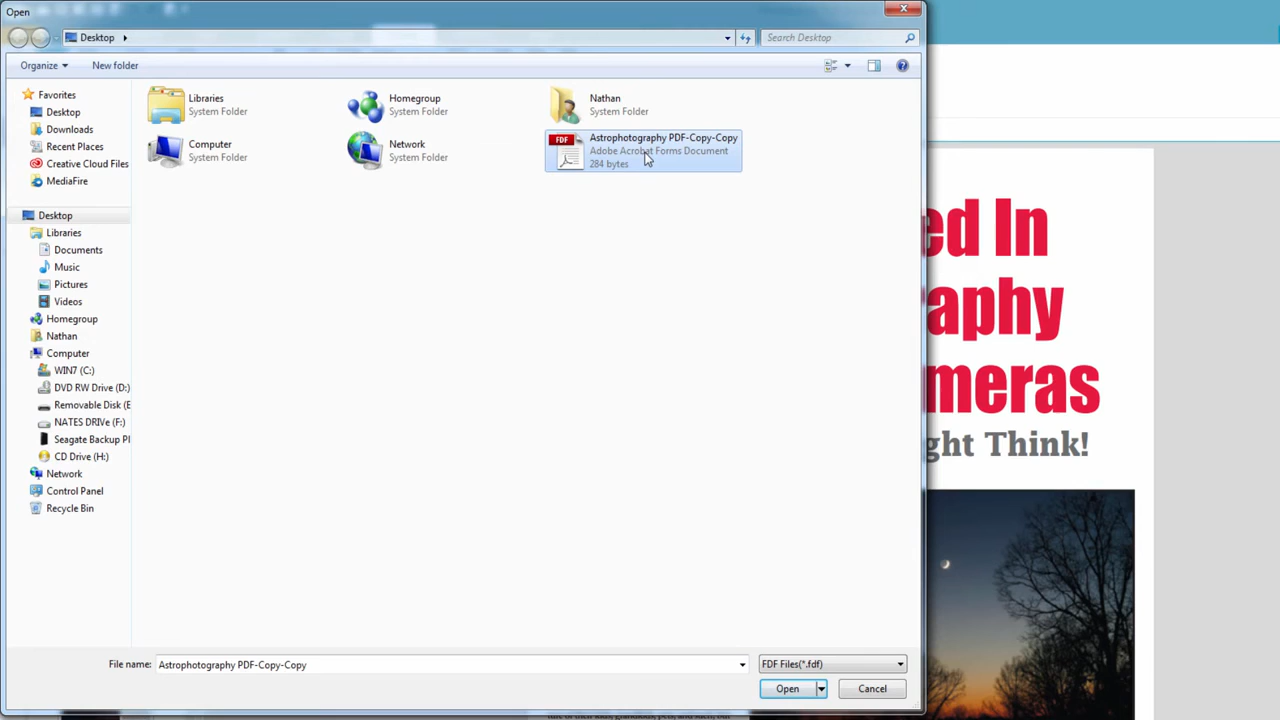 Open
Desktop
Search Desktop
Organize
New folder
Favorites
Desktop
Downloads
Recent Places
Creative Cloud Files
MediaFire
Desktop
Libraries
Documents
Music
Pictures
Videos
Homegroup
Nathan
Computer
WIN7 (C:)
DVD RW Drive (D:)
Removable Disk (E
NATES DRIVe (F:)
Seagate Backup Pl
CD Drive (H:)
Network
Control Panel
Recycle Bin
Libraries
System Folder
Homegroup
System Folder
Nathan
System Folder
Computer
System Folder
Network
System Folder
FDF
Astrophotography PDF-Copy-Copy
Adobe Acrobat Forms Document
284 bytes
File name:
Astrophotography PDF-Copy-Copy
FDF Files(*.fdf)
Open
Cancel
ed In
aphy
meras
ght Think!